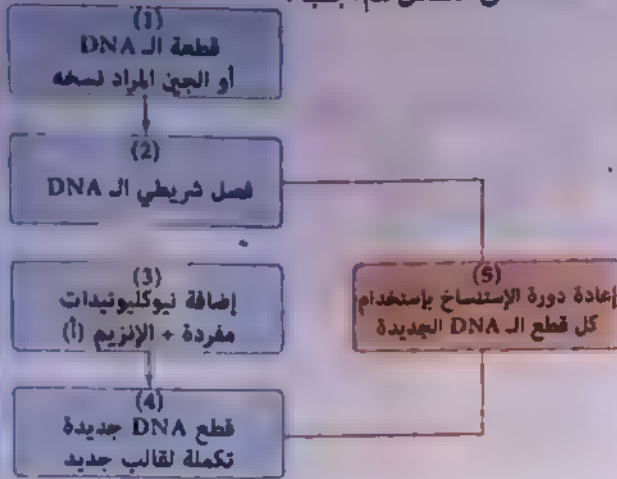 (1)
قطعة الـ DNA
أو الجين المراد نسخه
(2)
فصل شريطي الـ DNA
(3)
إضافة نيوكليوتيدات
مفردة + الإنزيم (أ)
(4)
قطع DNA جديدة
تكملة لقالب جديد
(5)
إعادة دورة الإستنساخ بإستخدام
كل قطع الـ DNA الجديدة